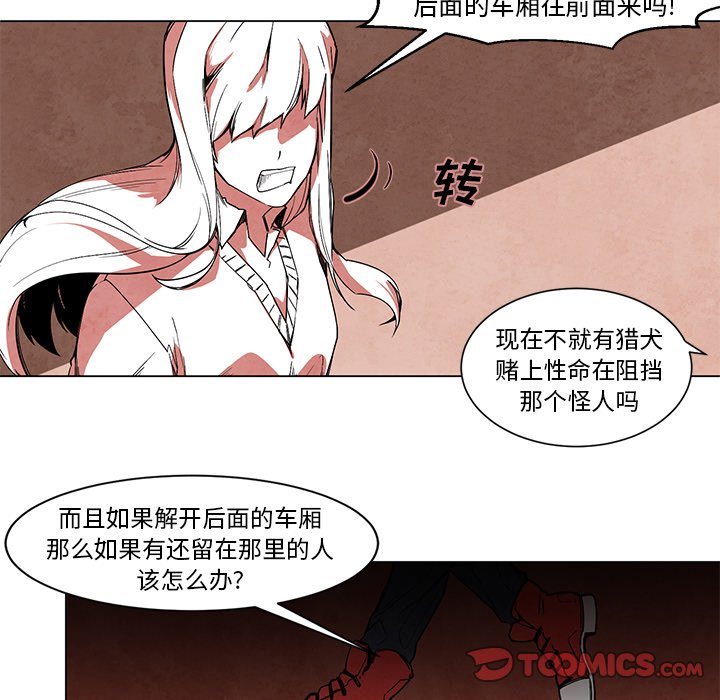 后面的车厢往前面来吗!
转
现在不就有猎犬
赌上性命在阻挡
那个怪人吗
而且如果解开后面的车厢
那么如果有还留在那里的人
该怎么办?
TOOMICS.COM